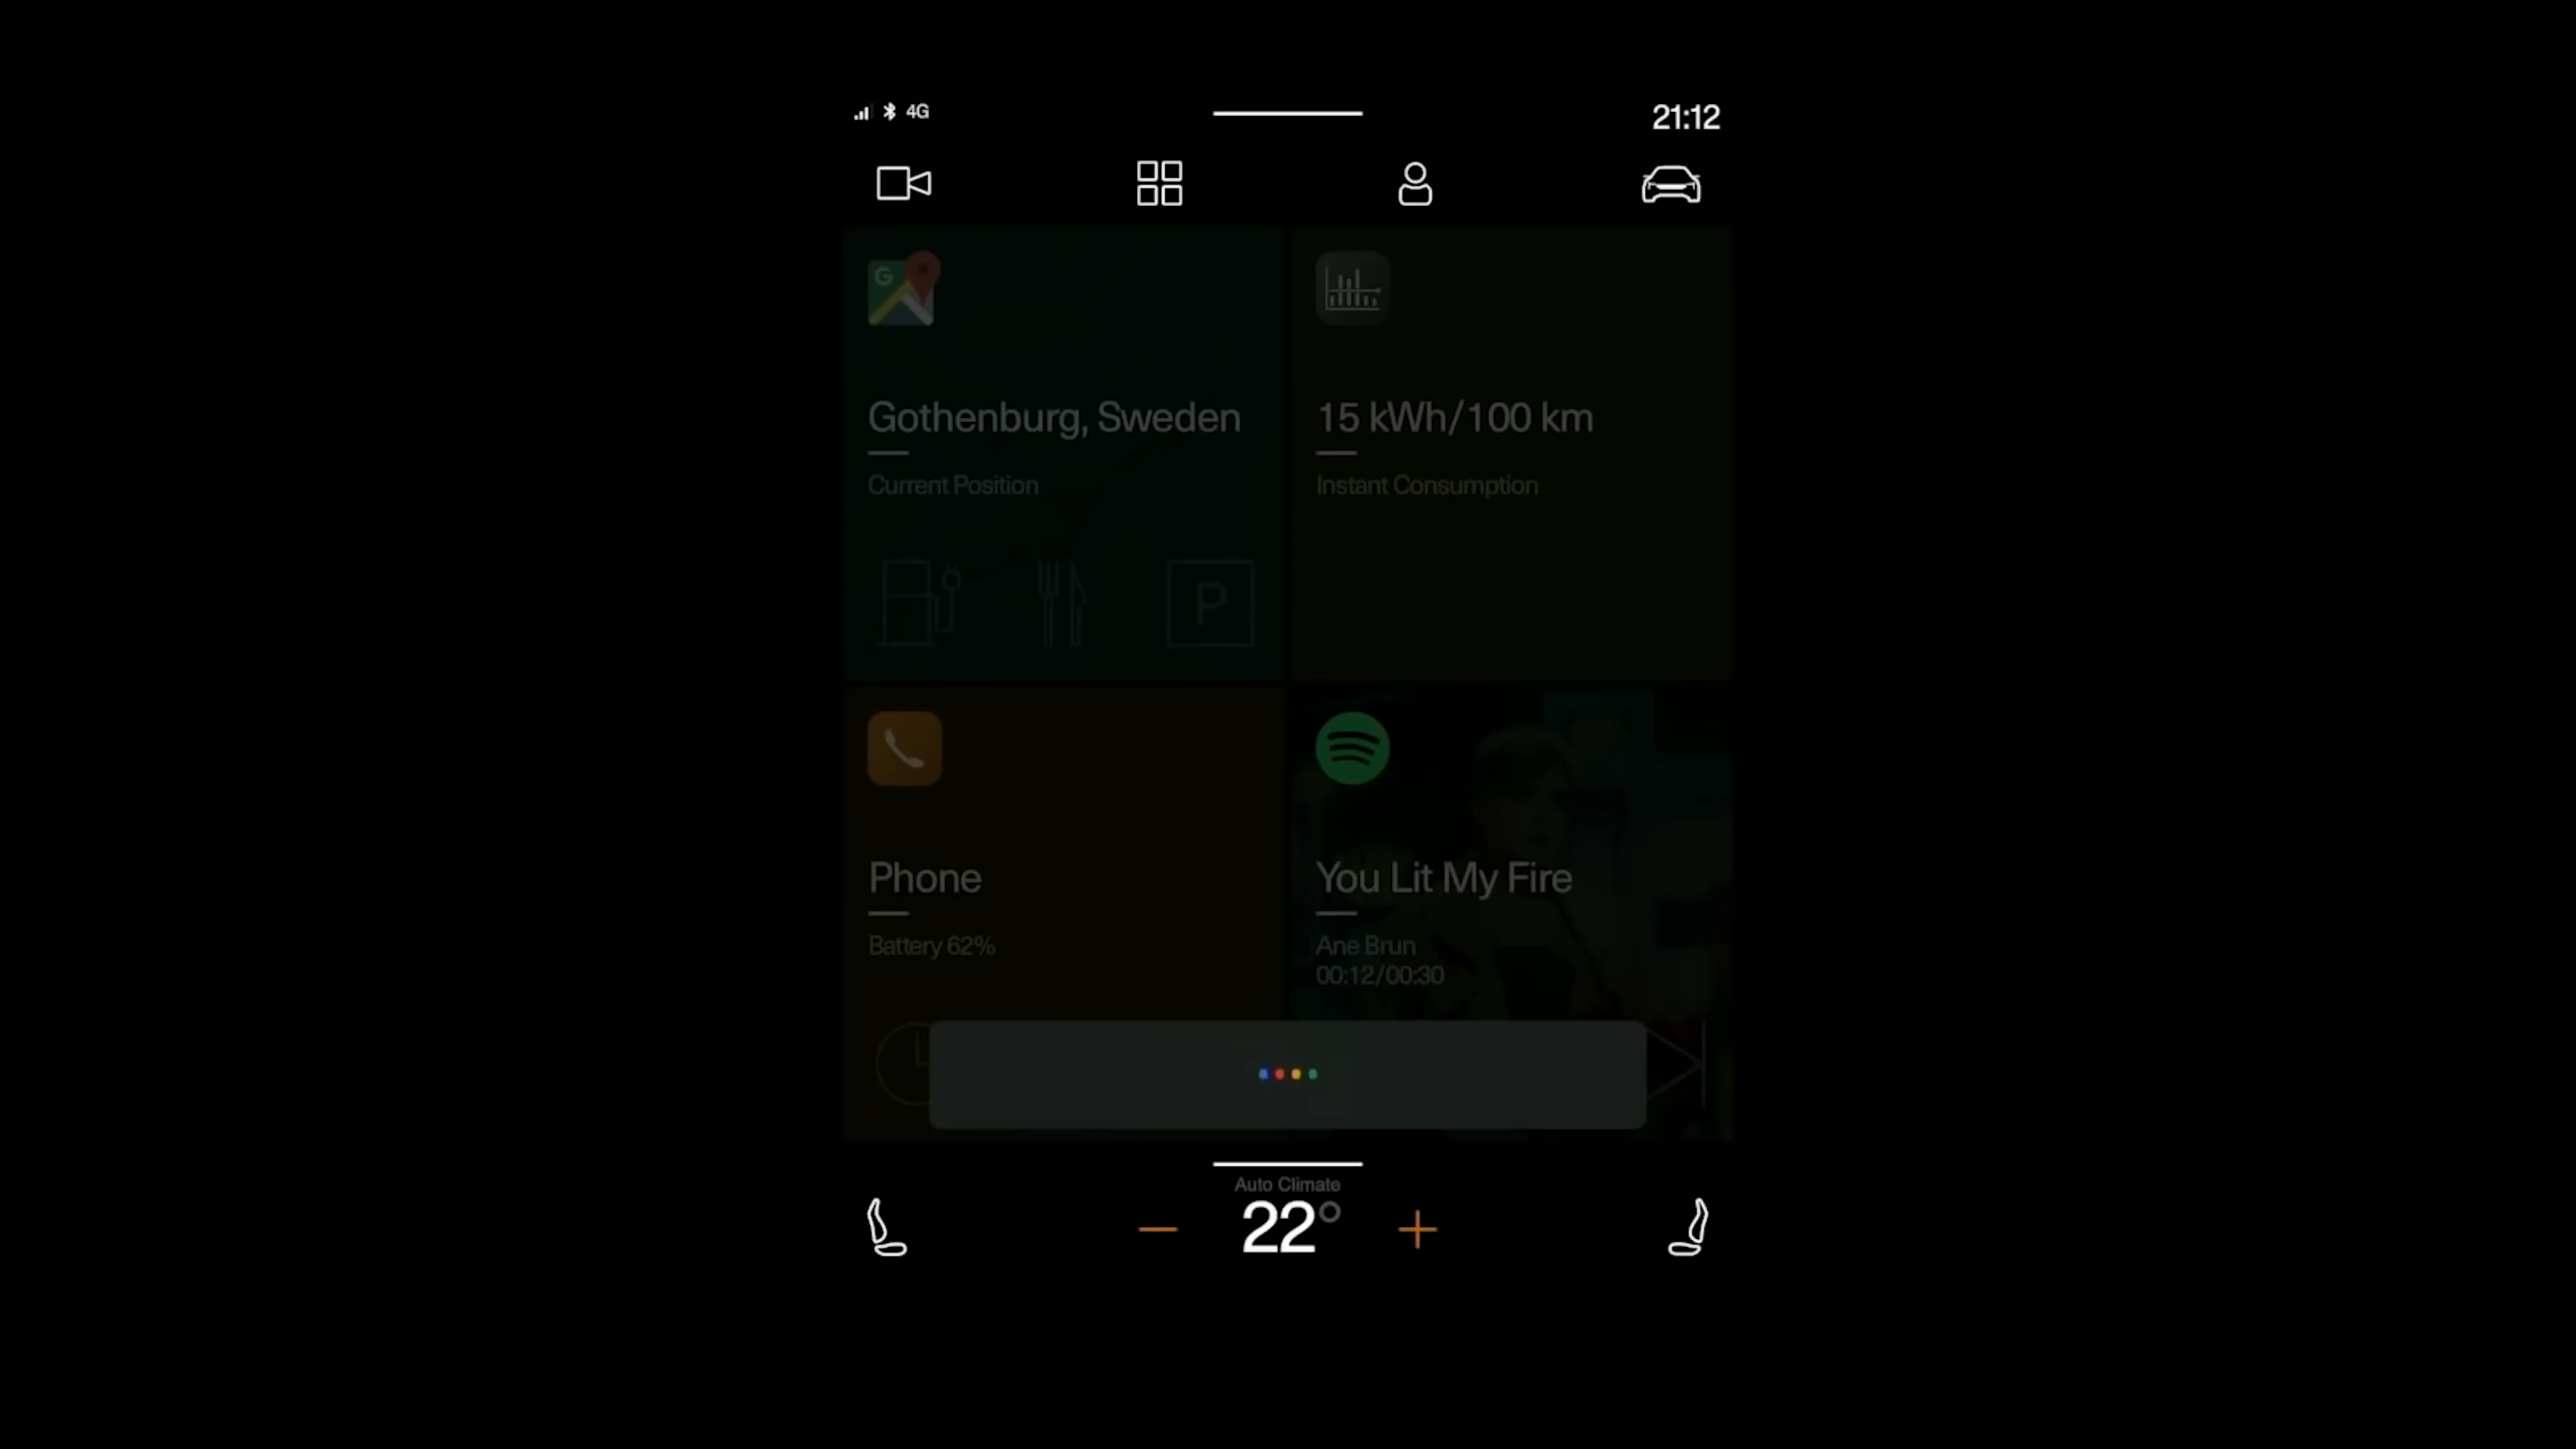 4G
21:12
G
Gothenburg, Sweden
Current Position
P
15 kWh/100 km
Instant Consumption
Phone
Battery 62%
You Lit My Fire
Ane Brun
00:12/00:30
Auto Climate
22°